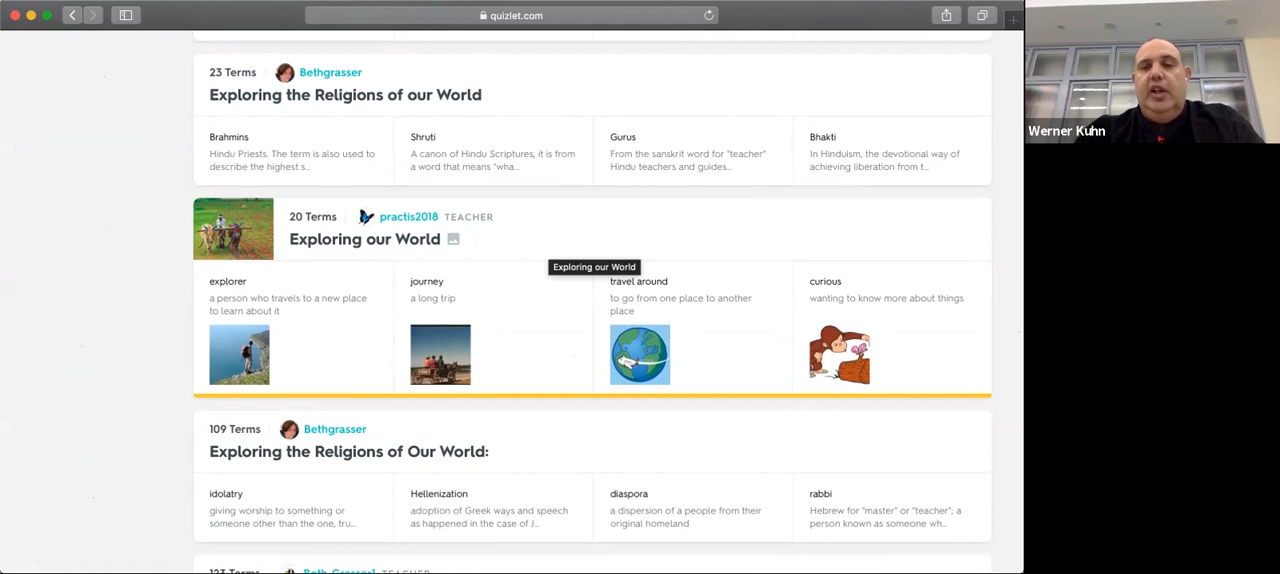 quizlet.com
23 Terms Bethgrasser
Exploring the Religions of our World
Brahmins
Hindu Priests. The term is also used to
describe the highest s...
Shruti
A canon of Hindu Scriptures, it is from
a word that means "wha...
Gurus
From the sanskrit word for "teacher"
Hindu teachers and guides...
Bhakti
In Hinduism, the devotional way of
achieving liberation from t...
20 Terms practis2018 TEACHER
Exploring our World
Exploring our World
explorer
a person who travels to a new place
to learn about it
journey
a long trip
travel around
to go from one place to another
place
curious
wanting to know more about things
109 Terms Bethgrasser
Exploring the Religions of Our World:
idolatry
giving worship to something or
someone other than the one, tru...
Hellenization
adoption of Greek ways and speech
as happened in the case of J...
diaspora
a dispersion of a people from their
original homeland
rabbi
Hebrew for "master" or "teacher"; a
person known as someone wh...
123 Terms Beth_Grasser1 TEACHER
Werner Kuhn